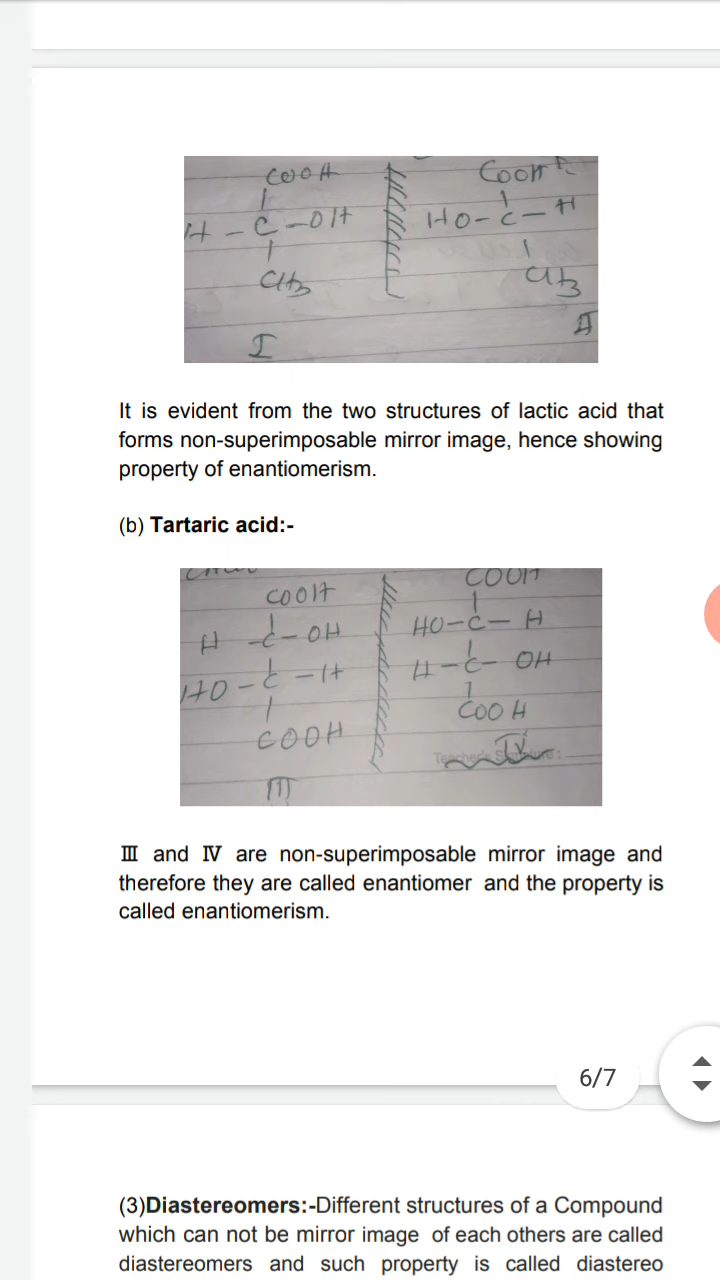 COOH
COOH
H - C - OH
HO - C - H
CH3
CH3
I
II
It is evident from the two structures of lactic acid that
forms non-superimposable mirror image, hence showing
property of enantiomerism.
(b) Tartaric acid:-
COOH
COOH
H - C - OH
HO - C - H
HO - C - H
H - C - OH
COOH
COOH
III
IV
Teacher's
III and IV are non-superimposable mirror image and
therefore they are called enantiomer and the property is
called enantiomerism.
6/7
(3)Diastereomers:-Different structures of a Compound
which can not be mirror image of each others are called
diastereomers and such property is called diastereo